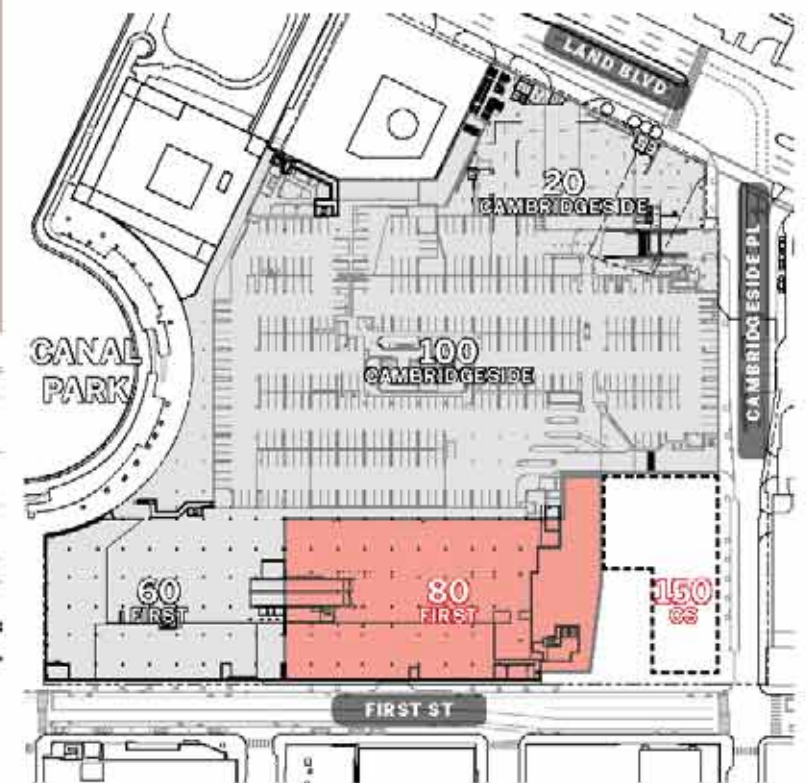 LAND BLVD
20
CAMBRIDGESIDE
CAMBRIDGESIDE PL
CANAL
PARK
100
CAMBRIDGESIDE
60
FIRST
80
FIRST
150
CS
FIRST ST